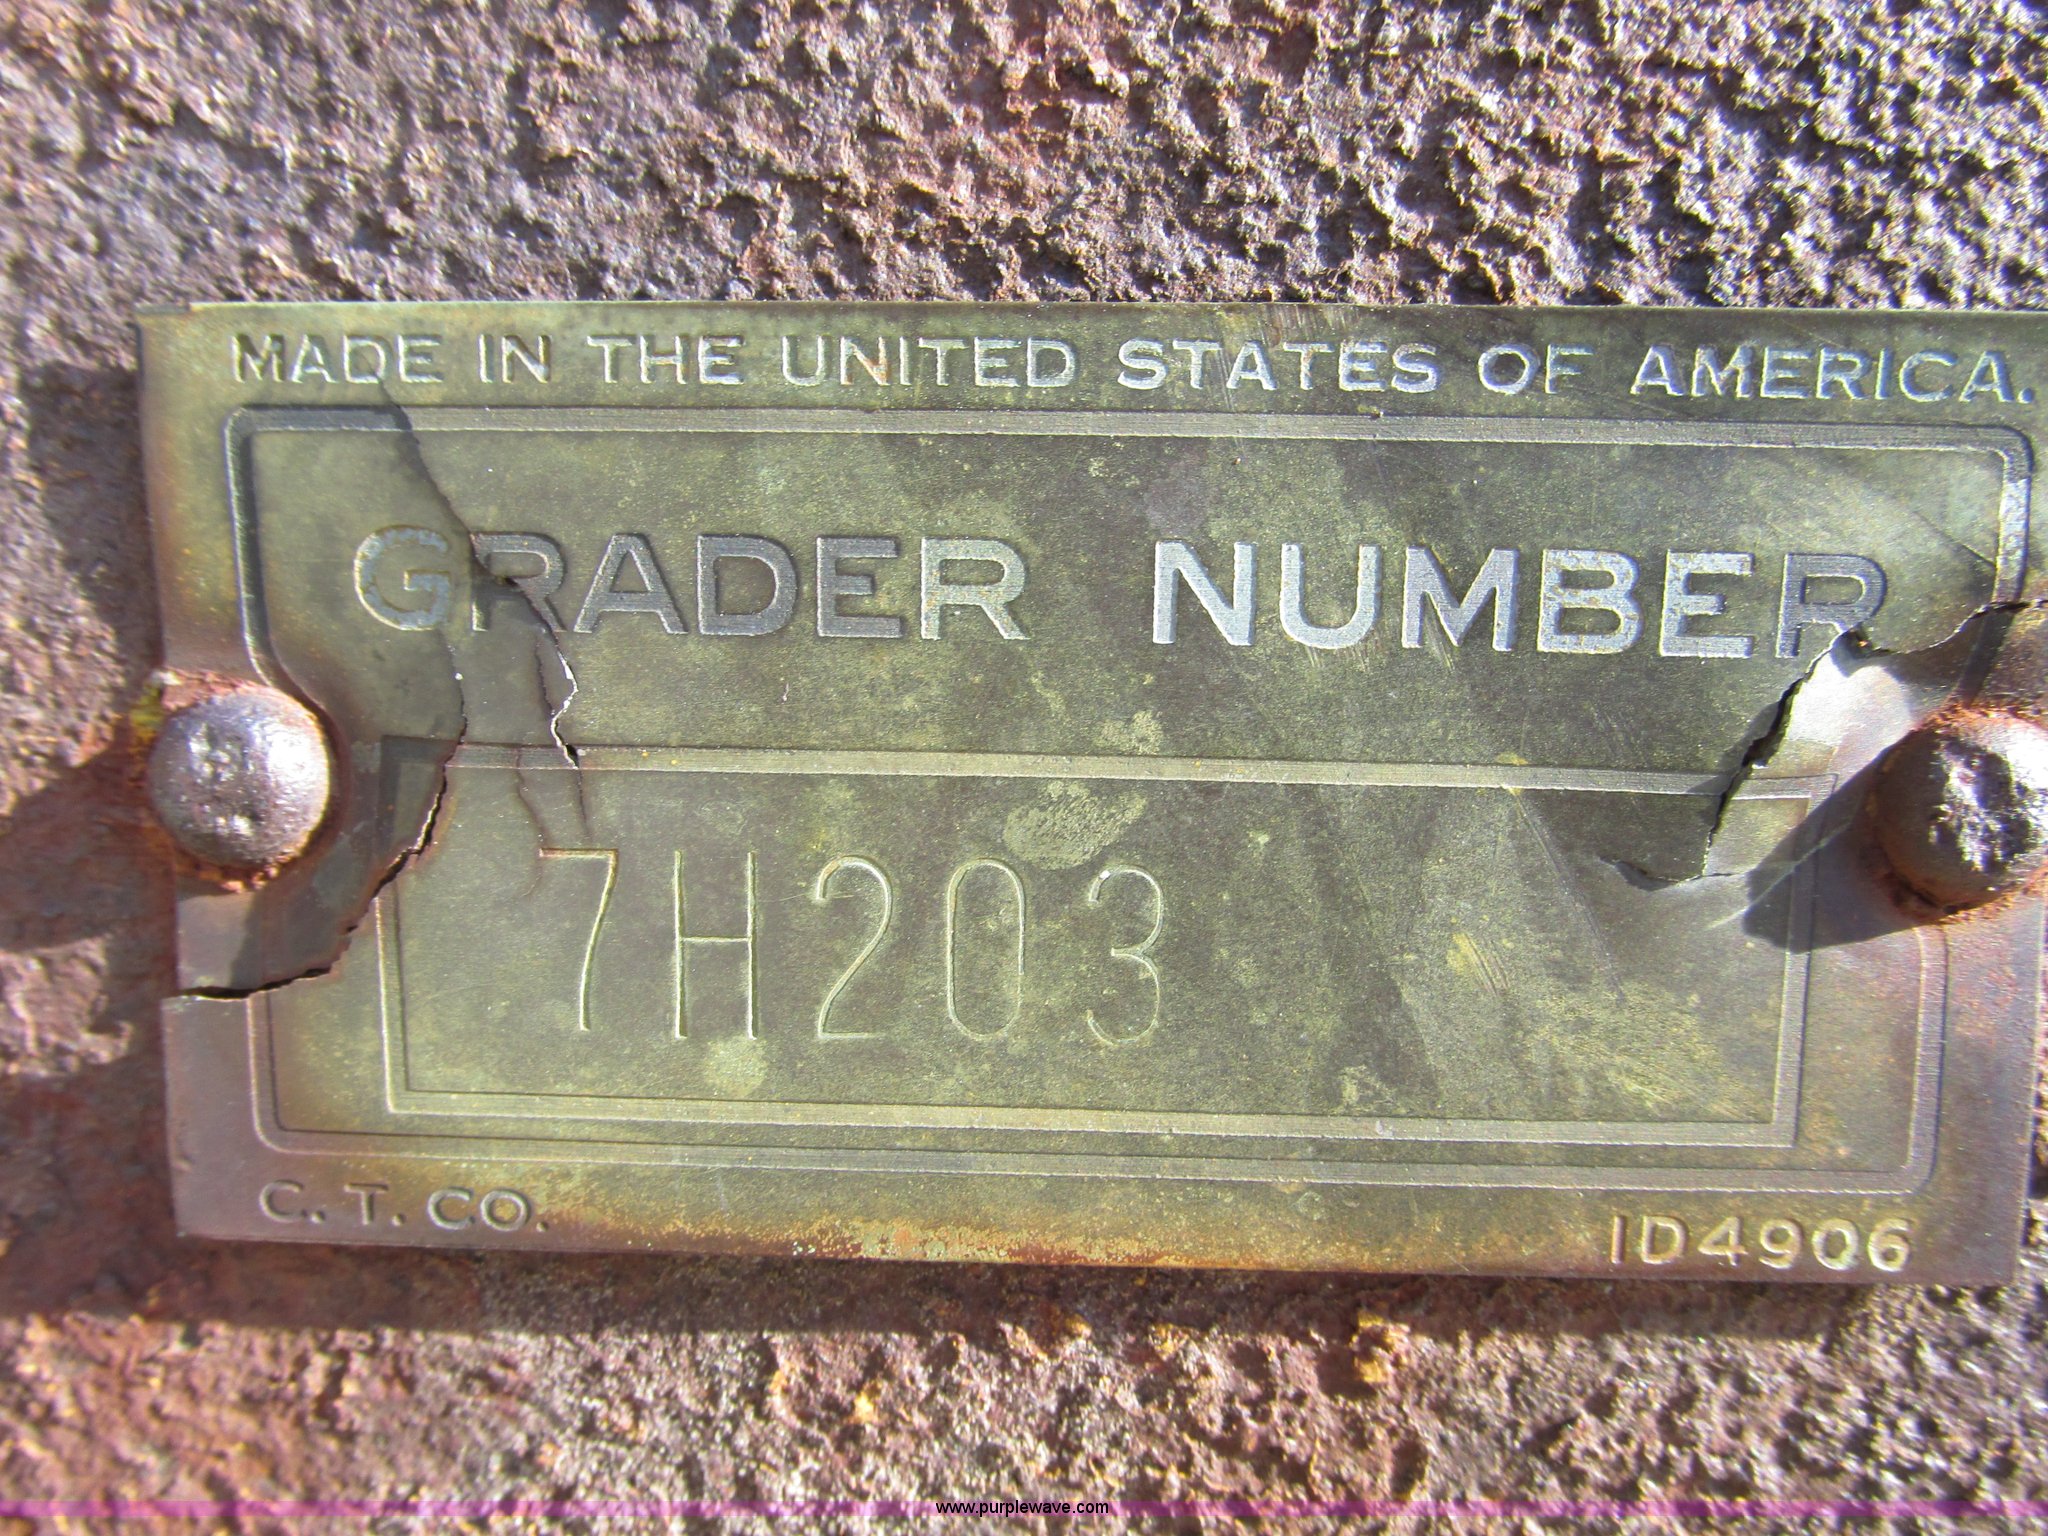 MADE IN THE UNITED STATES OF AMERICA.
GRADER NUMBER
7H203
C. T. CO.
1D4906
www.purplewave.com